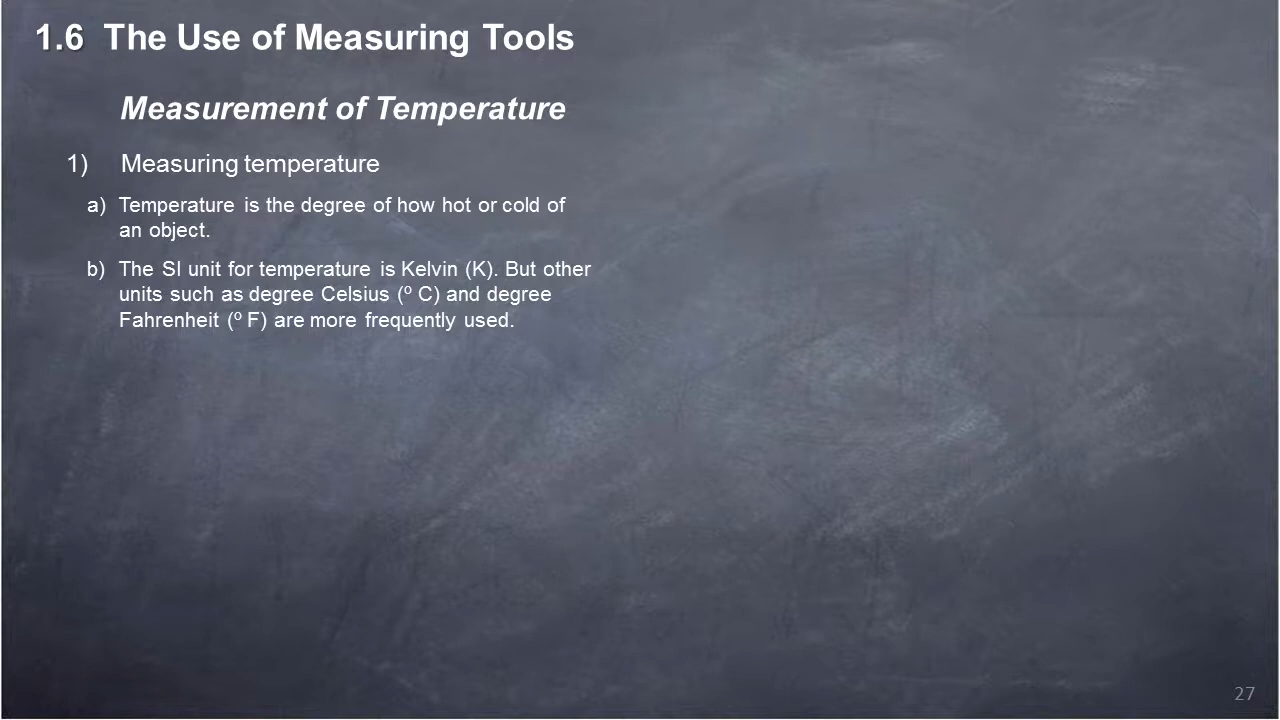 1.6 The Use of Measuring Tools
Measurement of Temperature
1) Measuring temperature
a) Temperature is the degree of how hot or cold of
an object.
b) The SI unit for temperature is Kelvin (K). But other
units such as degree Celsius (º C) and degree
Fahrenheit (º F) are more frequently used.
27